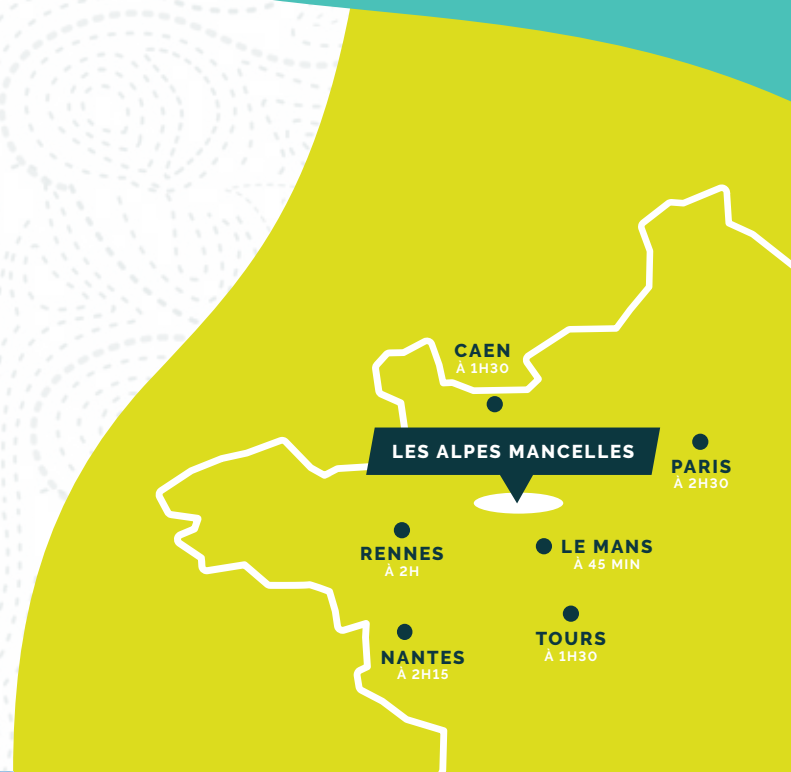 CAEN
À 1H30
LES ALPES MANCELLES
PARIS
À 2H30
RENNES
À 2H
LE MANS
À 45 MIN
TOURS
À 1H30
NANTES
À 2H15